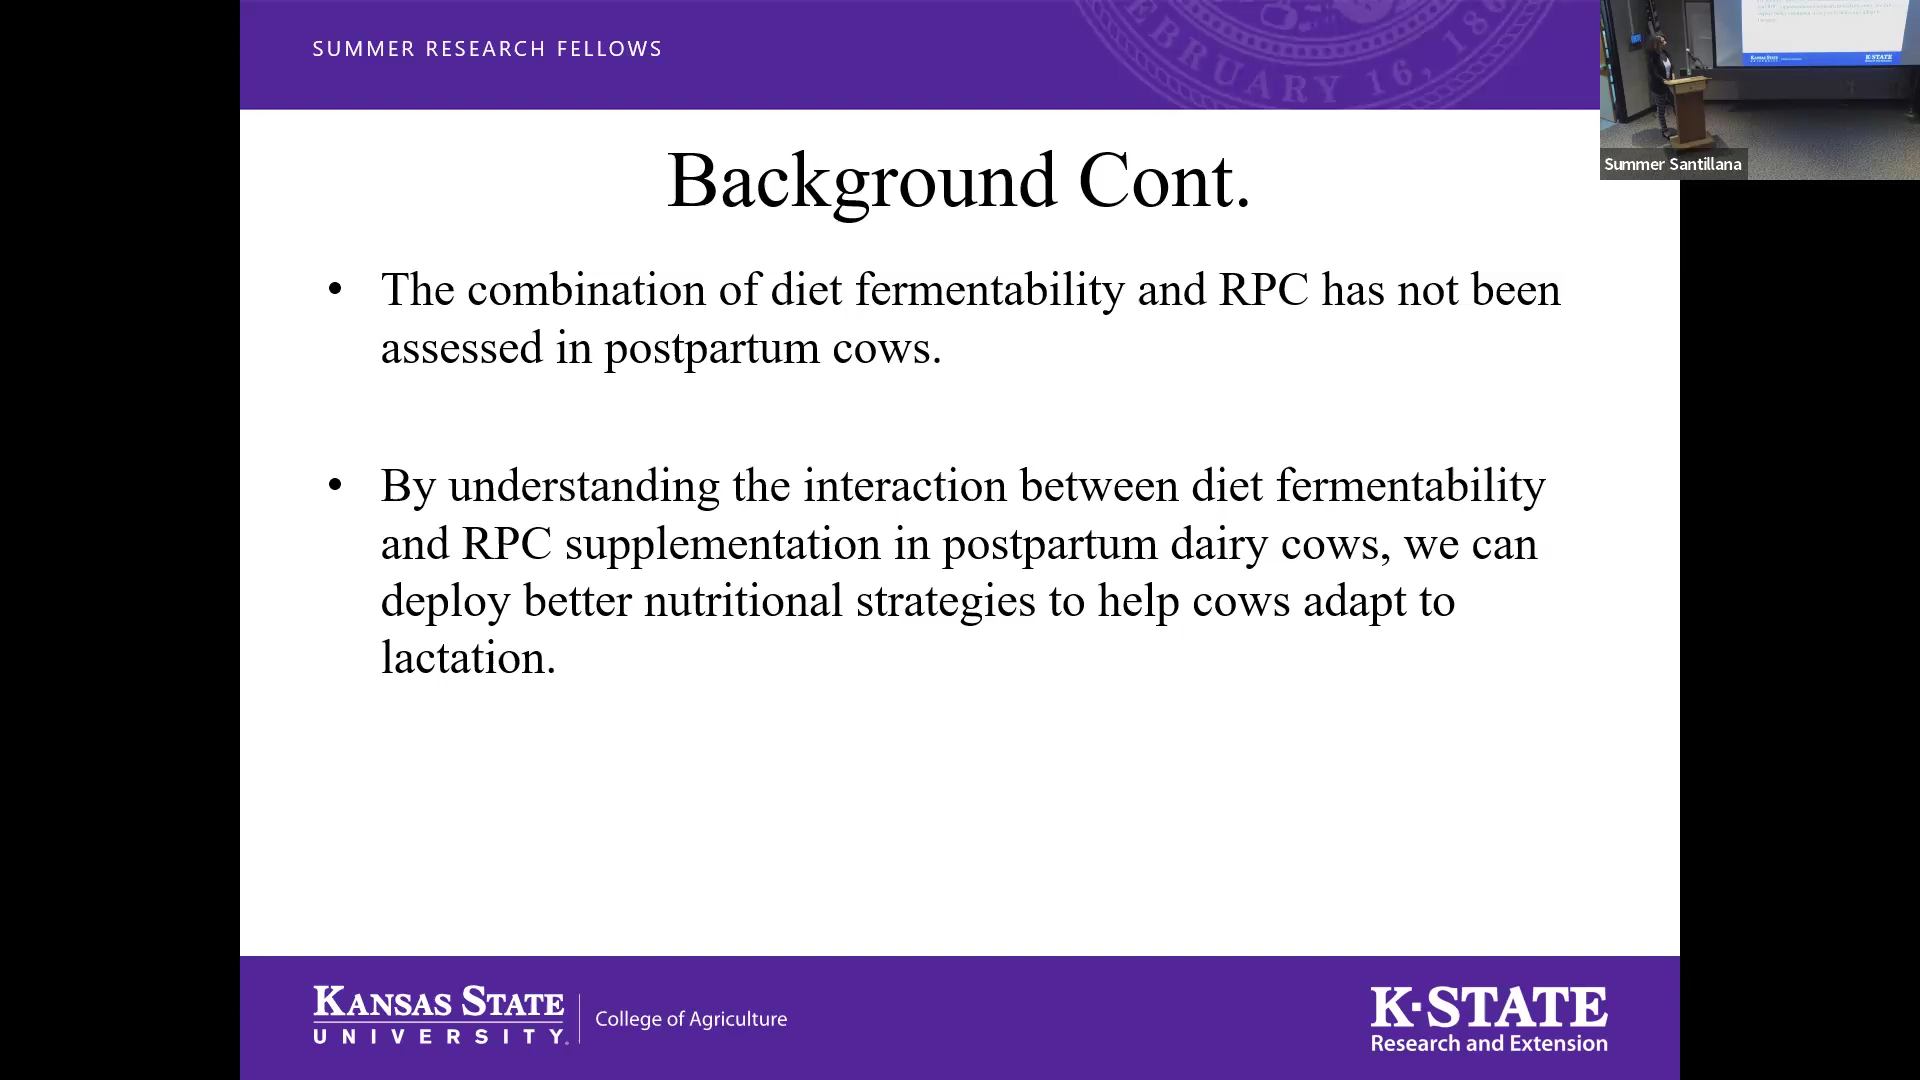 SUMMER RESEARCH FELLOWS
BRUARY 16, 186
Summer Santillana
Background Cont.
• The combination of diet fermentability and RPC has not been
assessed in postpartum cows.
• By understanding the interaction between diet fermentability
and RPC supplementation in postpartum dairy cows, we can
deploy better nutritional strategies to help cows adapt to
lactation.
KANSAS STATE
UNIVERSITY
College of Agriculture
K-STATE
Research and Extension